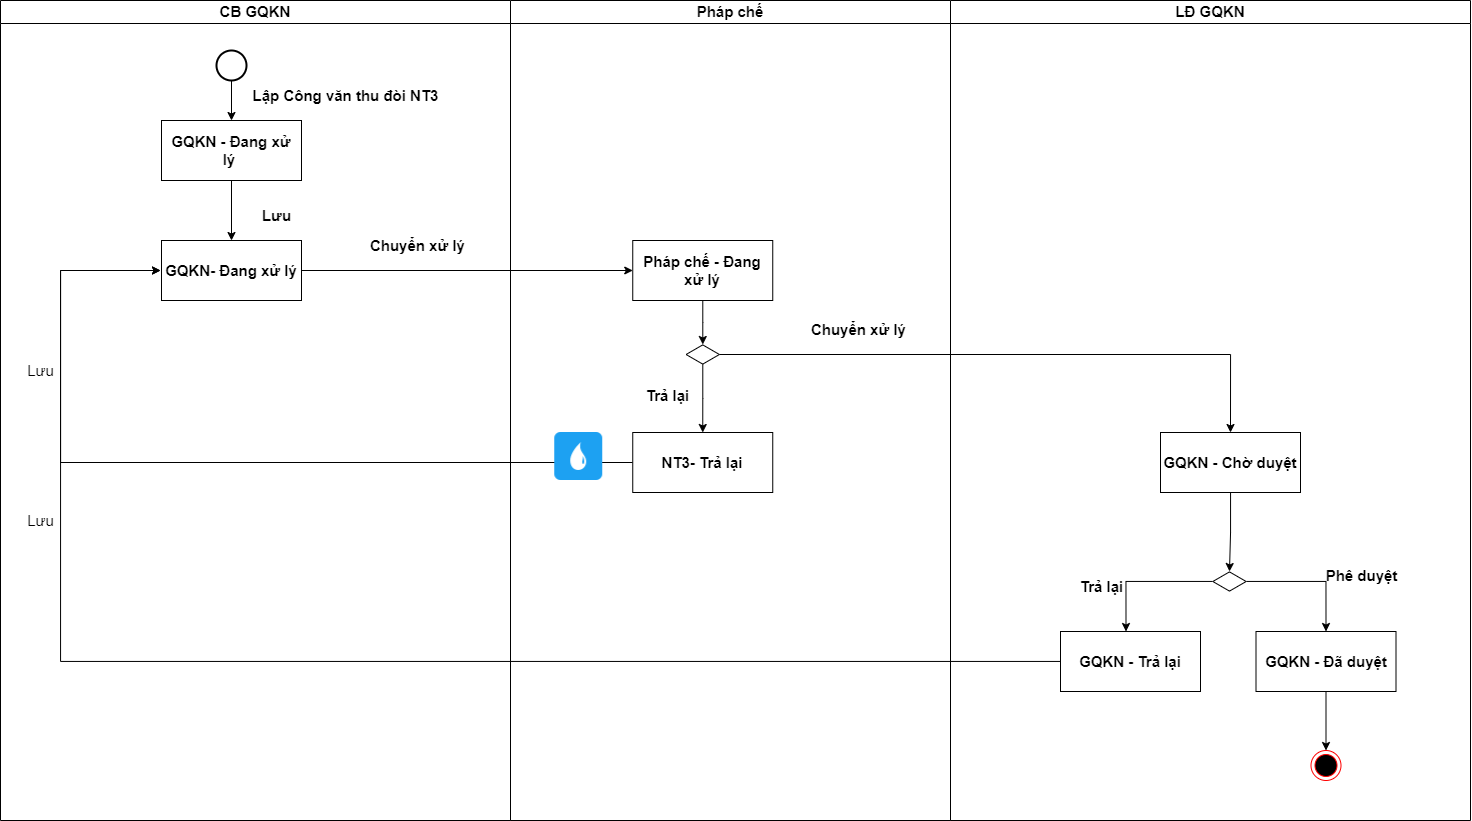 CB GQKN
Pháp chế
LĐ GQKN
Lập Công văn thu đòi NT3
GQKN - Đang xử
lý
Lưu
GQKN- Đang xử lý
Chuyển xử lý
Pháp chế - Đang
xử lý
Chuyển xử lý
Lưu
Trả lại
NT3- Trả lại
GQKN - Chờ duyệt
Lưu
Trả lại
Phê duyệt
GQKN - Trả lại
GQKN - Đã duyệt